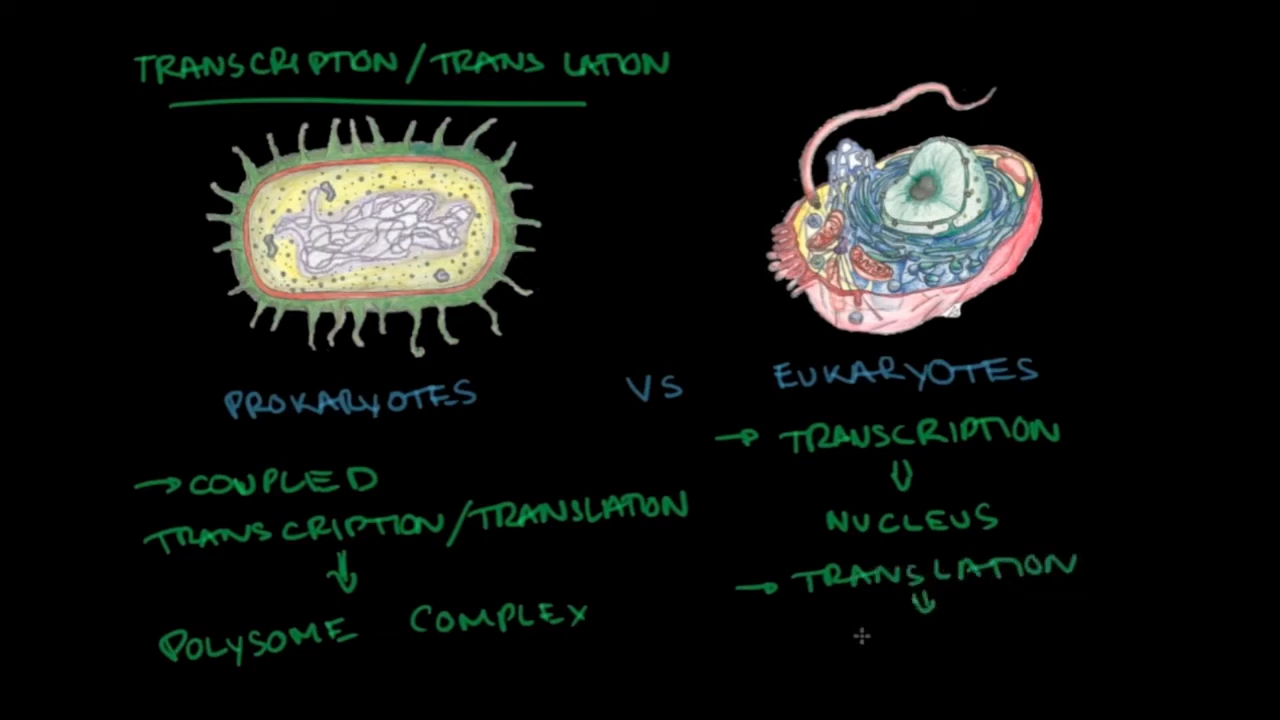 TRANSCRIPTION/TRANSLATION
PROKARYOTES VS EUKARYOTES
→ COUPLED
TRANSCRIPTION/TRANSLATION
↓
POLYSOME COMPLEX
→ TRANSCRIPTION
↓
NUCLEUS
→ TRANSLATION
↓